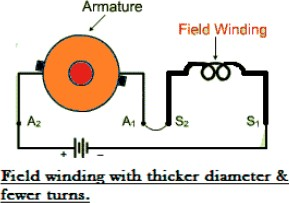 Armature
Field Winding
A2 A1 S2 S1
+ –
Field winding with thicker diameter &
fewer turns.